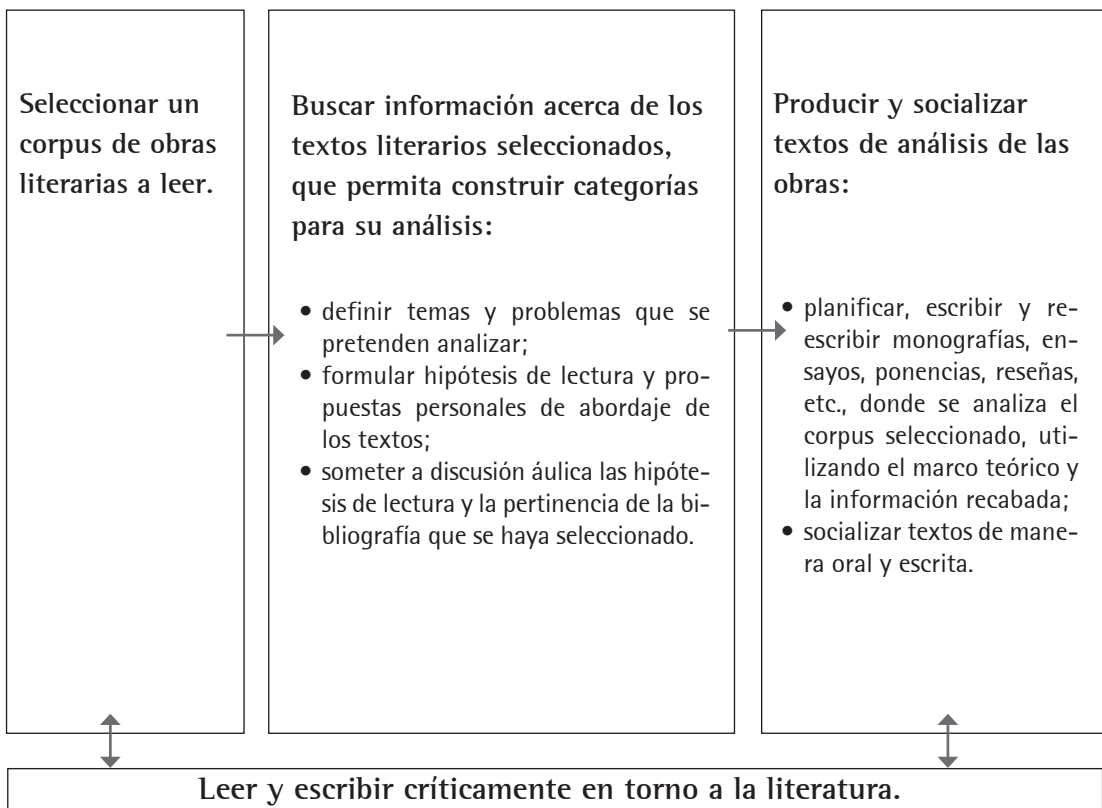 Seleccionar un
corpus de obras
literarias a leer.
Buscar información acerca de los
textos literarios seleccionados,
que permita construir categorías
para su análisis:
• definir temas y problemas que se
pretenden analizar;
• formular hipótesis de lectura y pro-
puestas personales de abordaje de
los textos;
• someter a discusión áulica las hipóte-
sis de lectura y la pertinencia de la bi-
bliografía que se haya seleccionado.
Producir y socializar
textos de análisis de las
obras:
• planificar, escribir y re-
escribir monografías, en-
sayos, ponencias, reseñas,
etc., donde se analiza el
corpus seleccionado, uti-
lizando el marco teórico y
la información recabada;
• socializar textos de mane-
ra oral y escrita.
Leer y escribir críticamente en torno a la literatura.